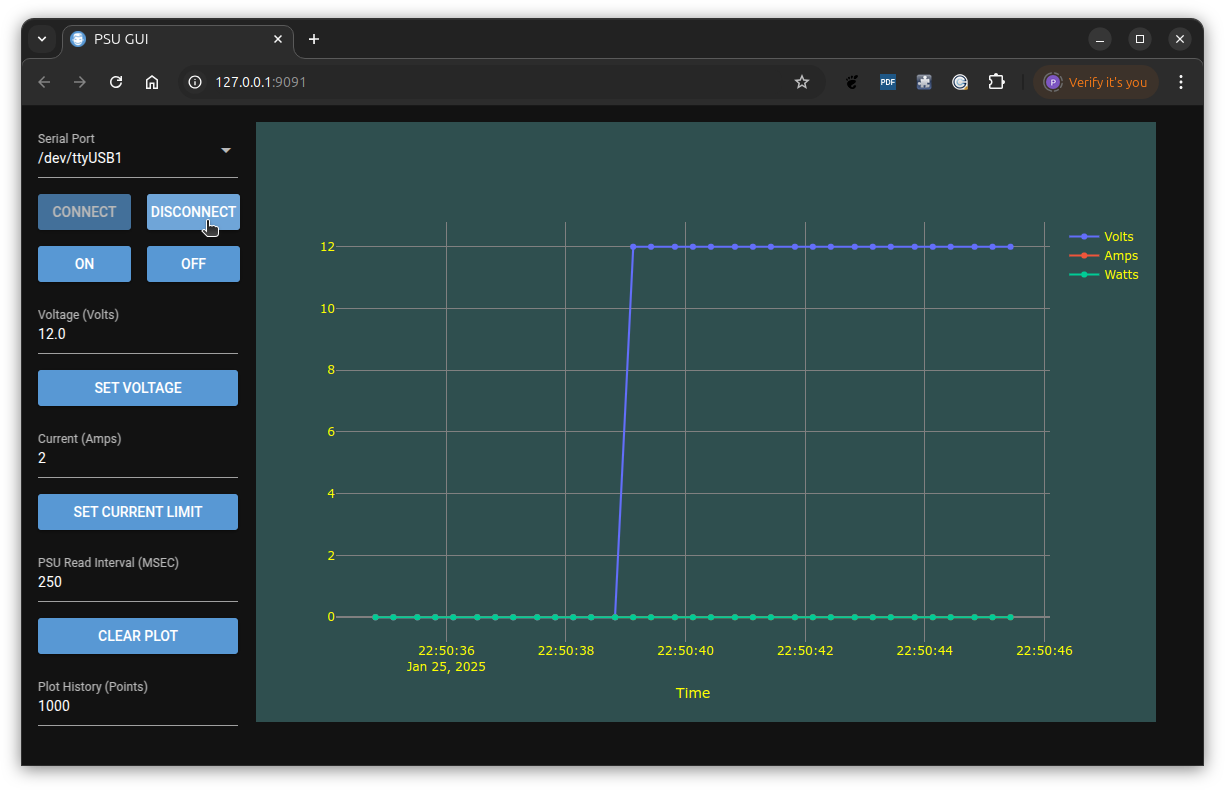 PSU GUI
127.0.0.1:9091
PDF
P
Verify it's you
Serial Port
/dev/ttyUSB1
CONNECT
DISCONNECT
ON
OFF
Voltage (Volts)
12.0
SET VOLTAGE
Current (Amps)
2
SET CURRENT LIMIT
PSU Read Interval (MSEC)
250
CLEAR PLOT
Plot History (Points)
1000
12
10
8
6
4
2
0
22:50:36
Jan 25, 2025
22:50:38
22:50:40
22:50:42
22:50:44
22:50:46
Time
Volts
Amps
Watts